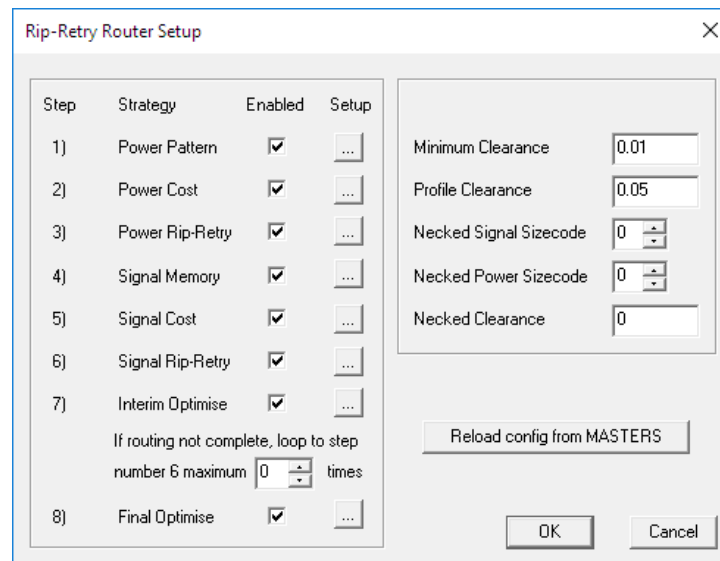 Rip-Retry Router Setup
Step Strategy Enabled Setup
1) Power Pattern ...
2) Power Cost ...
3) Power Rip-Retry ...
4) Signal Memory ...
5) Signal Cost ...
6) Signal Rip-Retry ...
7) Interim Optimise ...
If routing not complete, loop to step
number 6 maximum 0 times
8) Final Optimise ...
Minimum Clearance 0.01
Profile Clearance 0.05
Necked Signal Sizecode 0
Necked Power Sizecode 0
Necked Clearance 0
Reload config from MASTERS
OK Cancel